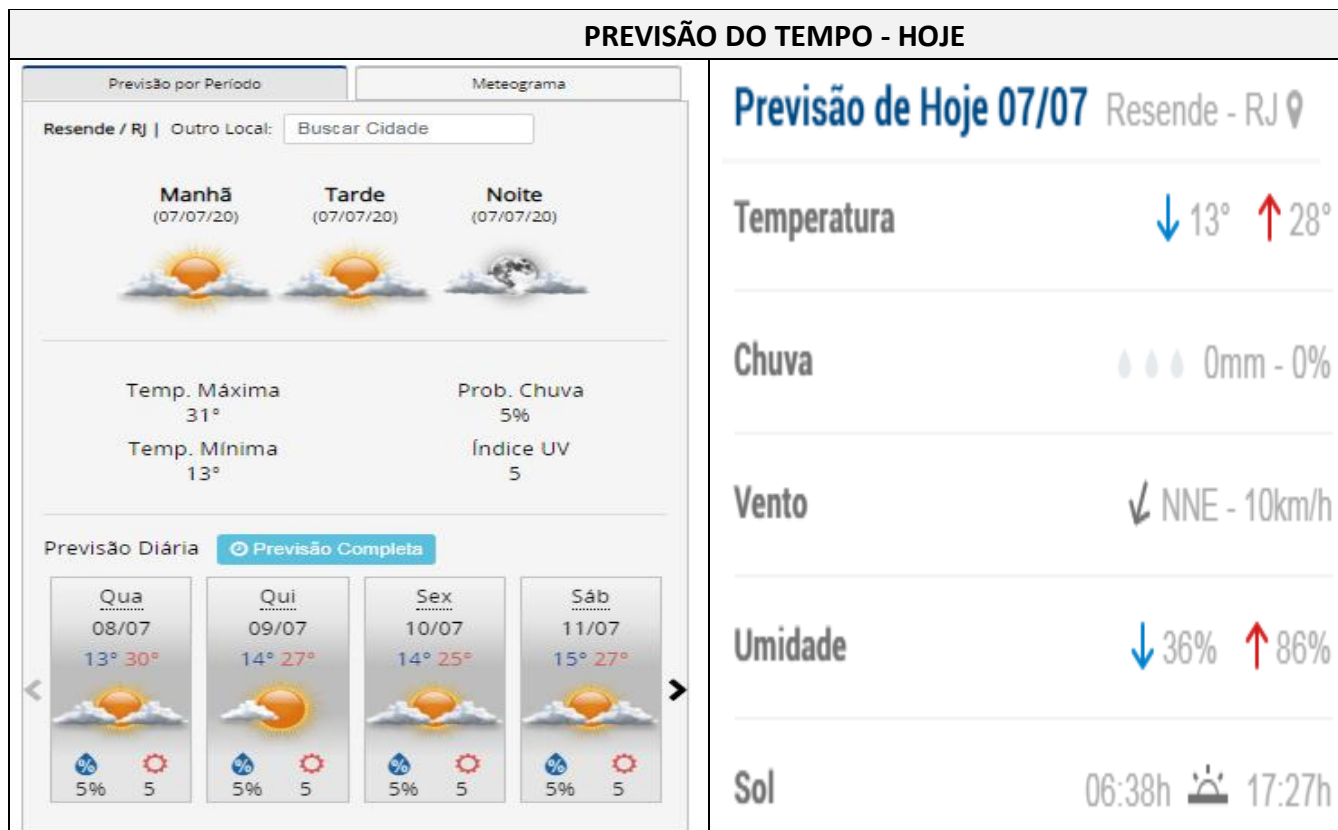 PREVISÃO DO TEMPO - HOJE
Previsão por Período
Meteograma
Resende / RJ | Outro Local: Buscar Cidade
Manhã Tarde Noite
(07/07/20) (07/07/20) (07/07/20)
Temp. Máxima Prob. Chuva
31° 5%
Temp. Mínima Índice UV
13° 5
Previsão Diária Previsão Completa
Qua Qui Sex Sáb
08/07 09/07 10/07 11/07
13° 30° 14° 27° 14° 25° 15° 27°
% % % %
5% 5 5% 5 5% 5 5% 5
Previsão de Hoje 07/07 Resende - RJ
Temperatura 13° 28°
Chuva 0mm - 0%
Vento NNE - 10km/h
Umidade 36% 86%
Sol 06:38h 17:27h